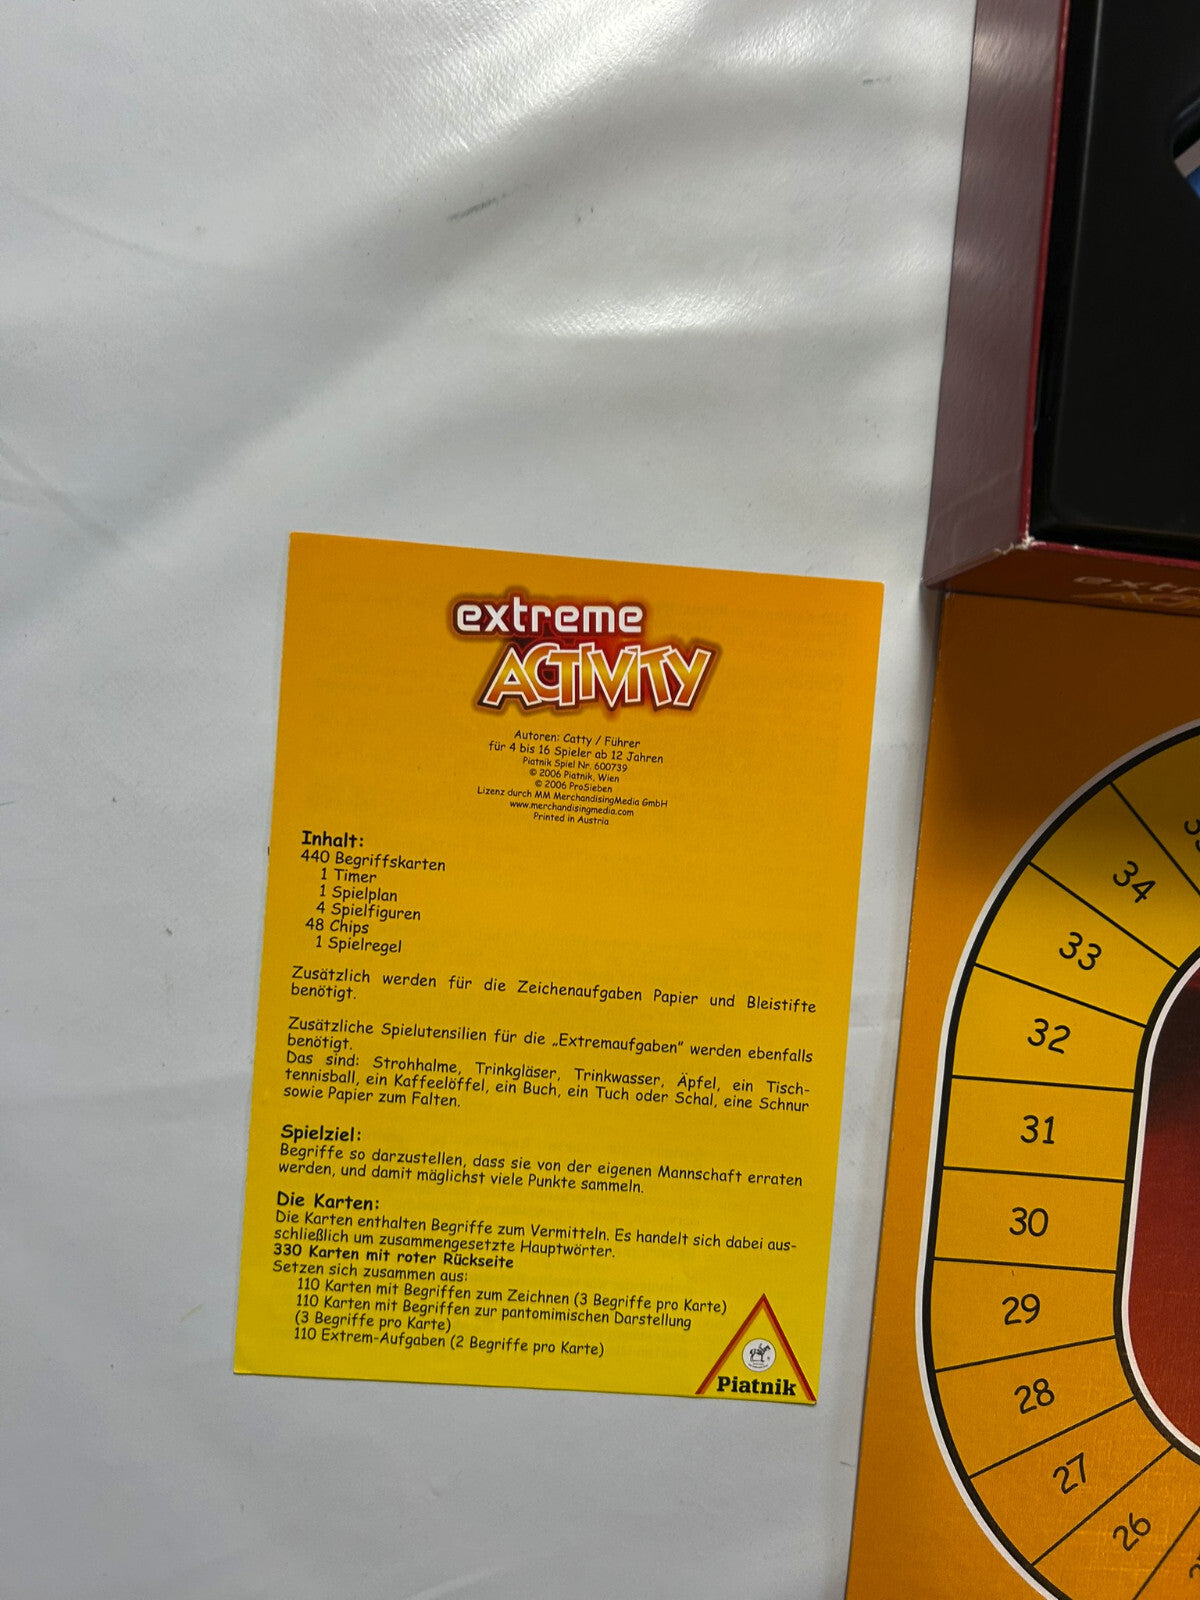 extreme
ACTIVITY
Autoren: Catty / Führer
für 4 bis 16 Spieler ab 12 Jahren
Piatnik Spiel Nr. 600739
© 2006 Piatnik, Wien
© 2006 ProSieben
Lizenz durch MM MerchandisingMedia GmbH
www.merchandisingmedia.com
Printed in Austria
Inhalt:
440 Begriffskarten
1 Timer
1 Spielplan
4 Spielfiguren
48 Chips
1 Spielregel
Zusätzlich werden für die Zeichenaufgaben Papier und Bleistifte
benötigt.
Zusätzliche Spielutensilien für die „Extremaufgaben" werden ebenfalls
benötigt.
Das sind: Strohhalme, Trinkgläser, Trinkwasser, Äpfel, ein Tisch-
tennisball, ein Kaffeelöffel, ein Buch, ein Tuch oder Schal, eine Schnur
sowie Papier zum Falten.
Spielziel:
Begriffe so darzustellen, dass sie von der eigenen Mannschaft erraten
werden, und damit mäglichst viele Punkte sammeln.
Die Karten:
Die Karten enthalten Begriffe zum Vermitteln. Es handelt sich dabei aus-
schließlich um zusammengesetzte Hauptwörter.
330 Karten mit roter Rückseite
Setzen sich zusammen aus:
110 Karten mit Begriffen zum Zeichnen (3 Begriffe pro Karte)
110 Karten mit Begriffen zur pantomimischen Darstellung
(3 Begriffe pro Karte)
110 Extrem-Aufgaben (2 Begriffe pro Karte)
Piatnik
34
33
32
31
30
29
28
27
26